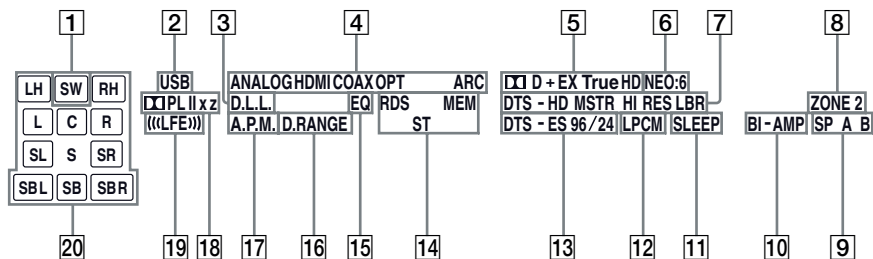 1 2 3 4 5 6 7 8
LH SW RH USB ANALOG HDMI COAX OPT ARC D + EX True HD NEO:6
PL II x z D.L.L. EQ RDS MEM DTS - HD MSTR HI RES LBR ZONE 2
L C R (((LFE))) A.P.M. D.RANGE ST DTS - ES 96/24 LPCM SLEEP BI - AMP SP A B
SL S SR
SBL SB SBR
20 19 18 17 16 15 14 13 12 11 10 9